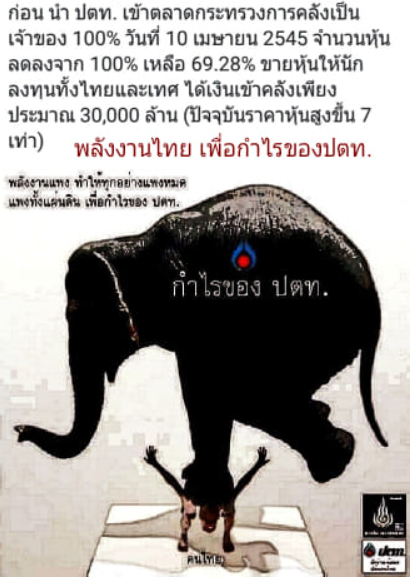 ก่อน นำ ปตท. เข้าตลาดกระทรวงการคลังเป็น
เจ้าของ 100% วันที่ 10 เมษายน 2545 จำนวนหุ้น
ลดลงจาก 100% เหลือ 69.28% ขายหุ้นให้นัก
ลงทุนทั้งไทยและเทศ ได้เงินเข้าคลังเพียง
ประมาณ 30,000 ล้าน (ปัจจุบันราคาหุ้นสูงขึ้น 7
เท่า)
พลังงานไทย เพื่อกำไรของปตท.
พลังงานแพง ทำให้ทุกอย่างแพงหมด
แพงทั้งแผ่นดิน เพื่อกำไรของ ปตท.
กำไรของ ปตท.
คนไทย
ปตท.